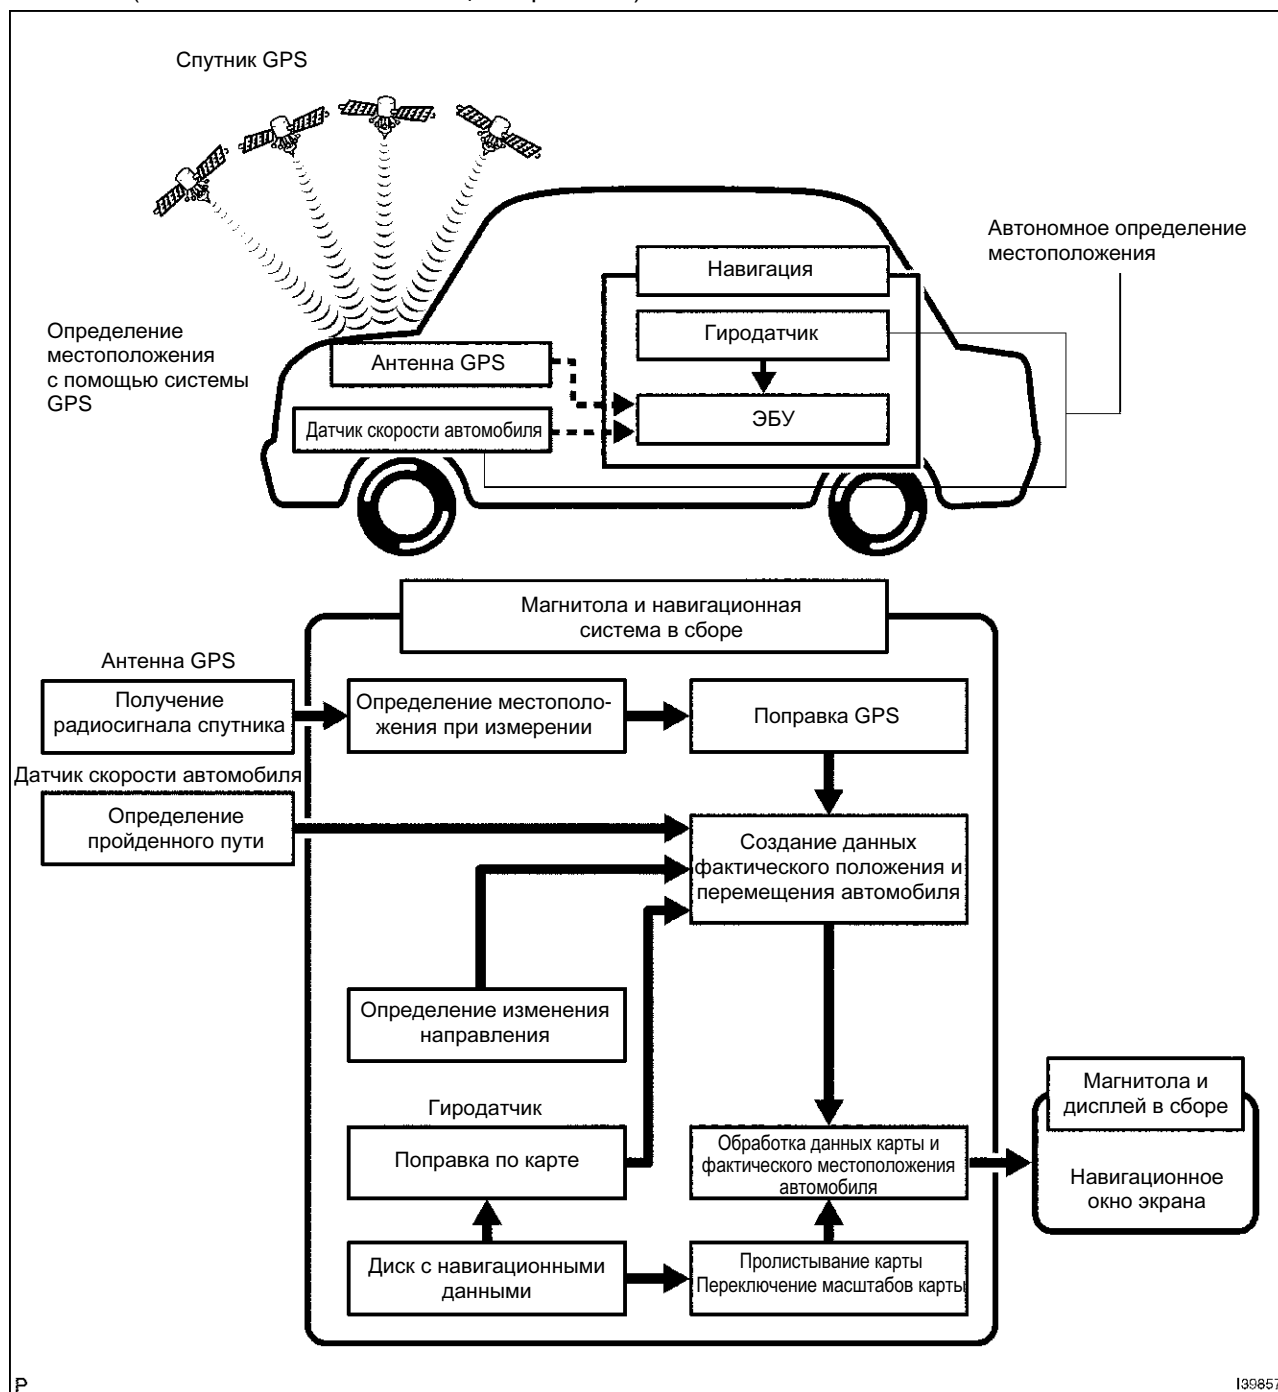 Спутник GPS
Автономное определение
местоположения
Навигация
Гиродатчик
Определение
местоположения
с помощью системы
GPS
Антенна GPS
ЭБУ
Датчик скорости автомобиля
Магнитола и навигационная
система в сборе
Антенна GPS
Получение
радиосигнала спутника
Определение местополо-
жения при измерении
Поправка GPS
Датчик скорости автомобиля
Определение
пройденного пути
Создание данных
фактического положения и
перемещения автомобиля
Определение изменения
направления
Гиродатчик
Поправка по карте
Обработка данных карты и
фактического местоположения
автомобиля
Магнитола и
дисплей в сборе
Навигационное
окно экрана
Диск с навигационными
данными
Пролистывание карты
Переключение масштабов карты
P
I39857